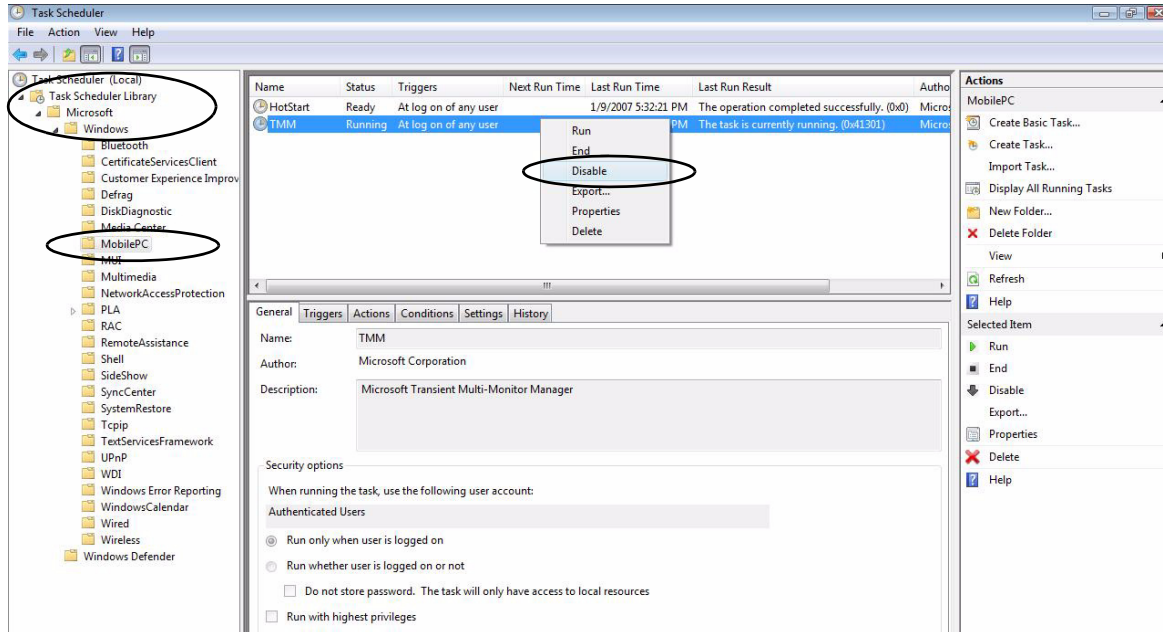 Task Scheduler
File Action View Help
Task Scheduler (Local)
Task Scheduler Library
Microsoft
Windows
Bluetooth
CertificateServicesClient
Customer Experience Improv
Defrag
DiskDiagnostic
Media Center
MobilePC
MUI
Multimedia
NetworkAccessProtection
PLA
RAC
RemoteAssistance
Shell
SideShow
SyncCenter
SystemRestore
Tcpip
TextServicesFramework
UPnP
WDI
Windows Error Reporting
WindowsCalendar
Wired
Wireless
Windows Defender
Name Status Triggers Next Run Time Last Run Time Last Run Result Autho
HotStart Ready At log on of any user 1/9/2007 5:32:21 PM The operation completed successfully. (0x0) Micros
TMM Running At log on of any user PM The task is currently running. (0x41301) Micros
Run
End
Disable
Export...
Properties
Delete
General Triggers Actions Conditions Settings History
Name: TMM
Author: Microsoft Corporation
Description: Microsoft Transient Multi-Monitor Manager
Security options
When running the task, use the following user account:
Authenticated Users
Run only when user is logged on
Run whether user is logged on or not
Do not store password. The task will only have access to local resources
Run with highest privileges
Actions
MobilePC
Create Basic Task...
Create Task...
Import Task...
Display All Running Tasks
New Folder...
Delete Folder
View
Refresh
Help
Selected Item
Run
End
Disable
Export...
Properties
Delete
Help